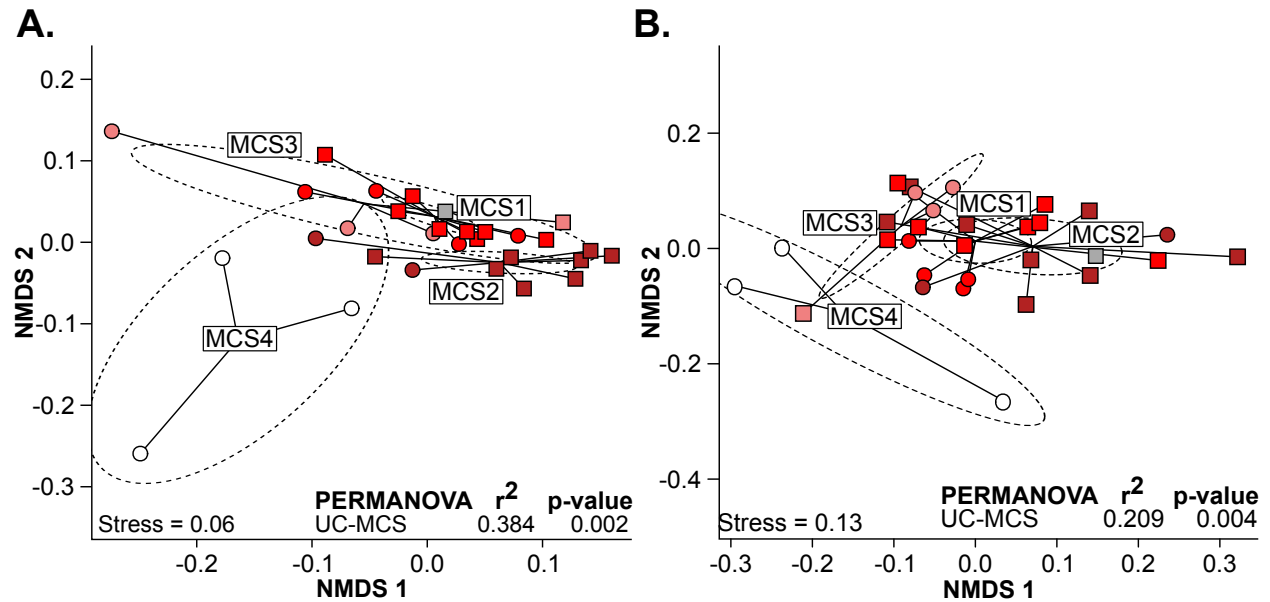 A.
NMDS 2
0.2
0.1
0.0
-0.1
-0.2
-0.3
MCS3
MCS1
MCS2
MCS4
PERMANOVA r2 p-value
Stress = 0.06 UC-MCS 0.384 0.002
-0.2 -0.1 0.0 0.1
NMDS 1
B.
NMDS 2
0.2
0.0
-0.2
-0.4
MCS1
MCS3
MCS2
MCS4
PERMANOVA r2 p-value
Stress = 0.13 UC-MCS 0.209 0.004
-0.3 -0.2 -0.1 0.0 0.1 0.2 0.3
NMDS 1